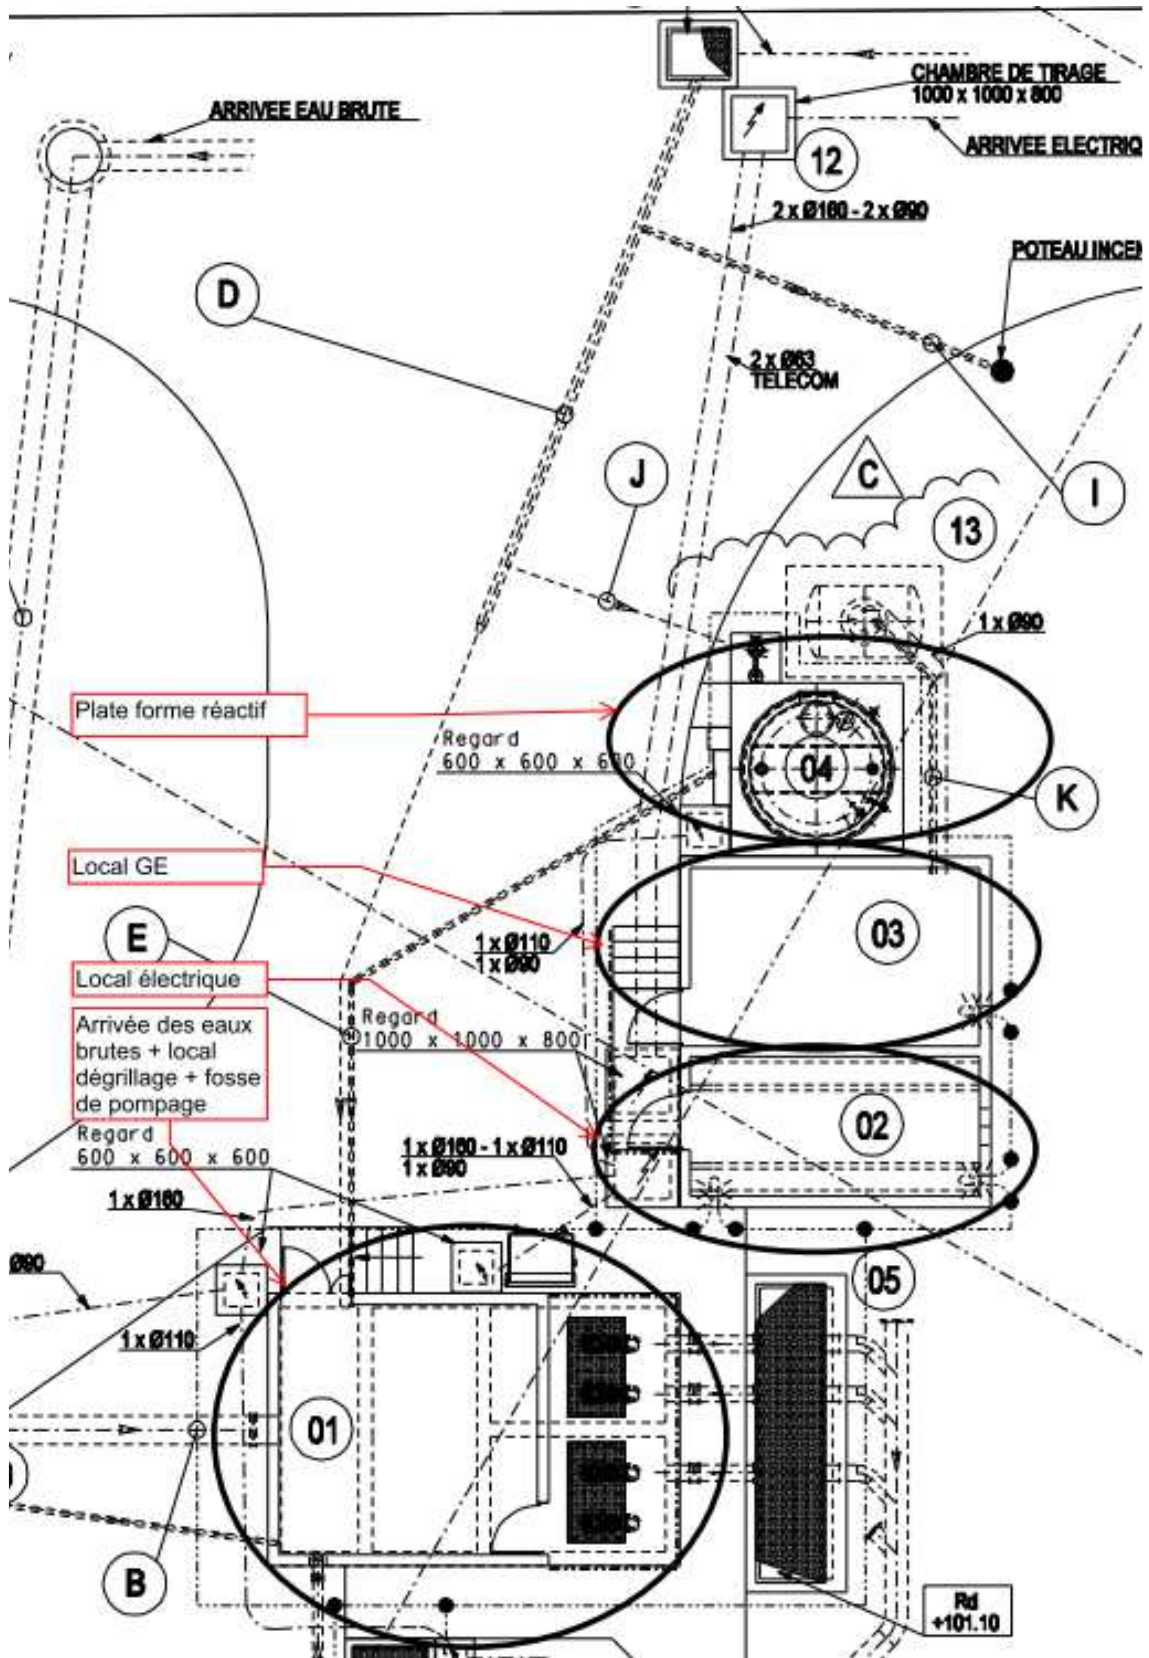 CHAMBRE DE TIRAGE
1000 x 1000 x 800
ARRIVEE EAU BRUTE
ARRIVEE ELECTRIQ
12
2 x Ø160 - 2 x Ø90
POTEAU INCEN
D
2 x Ø63
TELECOM
C
J
I
13
1 x Ø90
Plate forme réactif
Regard
600 x 600 x 600
04
K
Local GE
03
E
1 x Ø110
1 x Ø90
Local électrique
Regard
1000 x 1000 x 800
Arrivée des eaux
brutes + local
dégrillage + fosse
de pompage
02
Regard
600 x 600 x 600
1 x Ø160 - 1 x Ø110
1 x Ø90
1 x Ø160
Ø90
05
1 x Ø110
01
B
Rd
+101.10